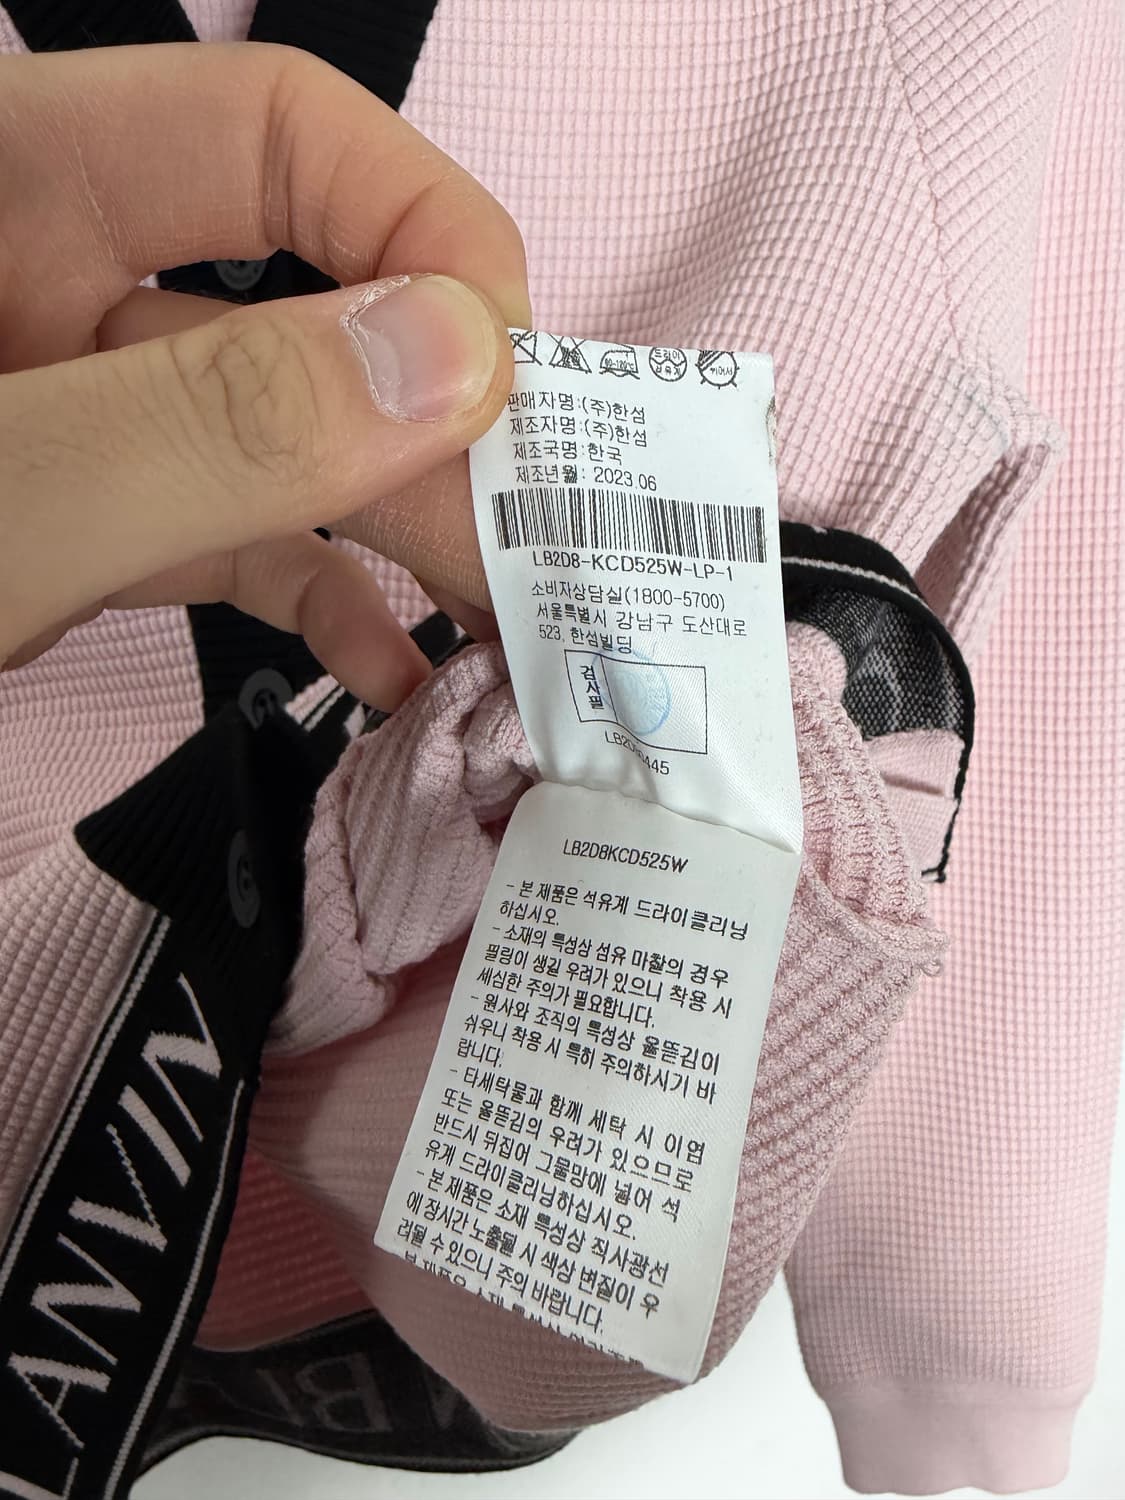 80~120℃
드라이
석유계
판매자명:(주)한섬
제조자명:(주)한섬
제조국명:한국
제조년월: 2023.06
LB2D8-KCD525W-LP-1
소비자상담실(1800-5700)
서울특별시 강남구 도산대로
523, 한섬빌딩
검사필
LB2D8KCD525W
- 본 제품은 석유계 드라이클리닝
하십시오.
- 소재의 특성상 섬유 마찰의 경우
필링이 생길 우려가 있으니 착용 시
세심한 주의가 필요합니다.
- 원사와 조직의 특성상 올뜯김이
쉬우니 착용 시 특히 주의하시기 바
랍니다.
- 타세탁물과 함께 세탁 시 이염
또는 올뜯김의 우려가 있으므로
반드시 뒤집어 그물망에 넣어 석
유계 드라이클리닝하십시오.
- 본 제품은 소재 특성상 직사광선
에 장시간 노출될 시 색상 변질이 우
려될 수 있으니 주의 바랍니다.
LANVIN